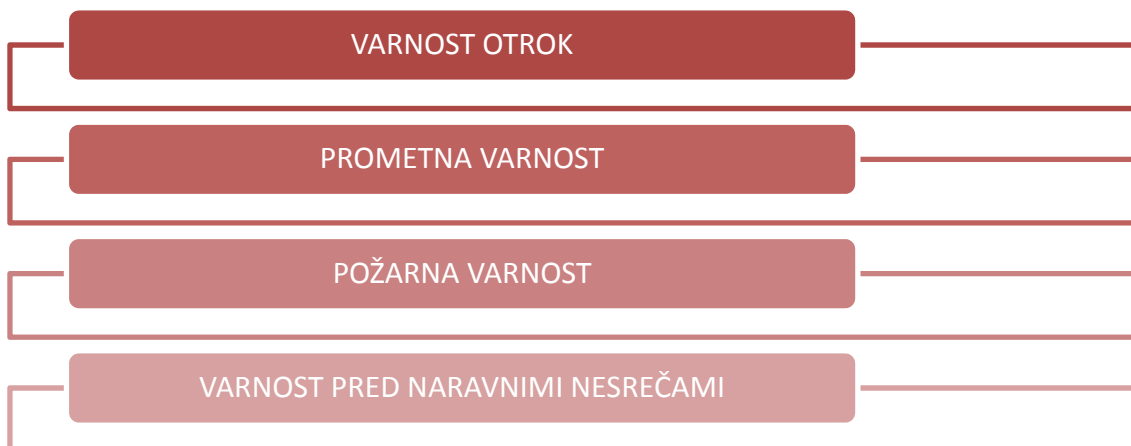 VARNOST OTROK
PROMETNA VARNOST
POŽARNA VARNOST
VARNOST PRED NARAVNIMI NESREČAMI